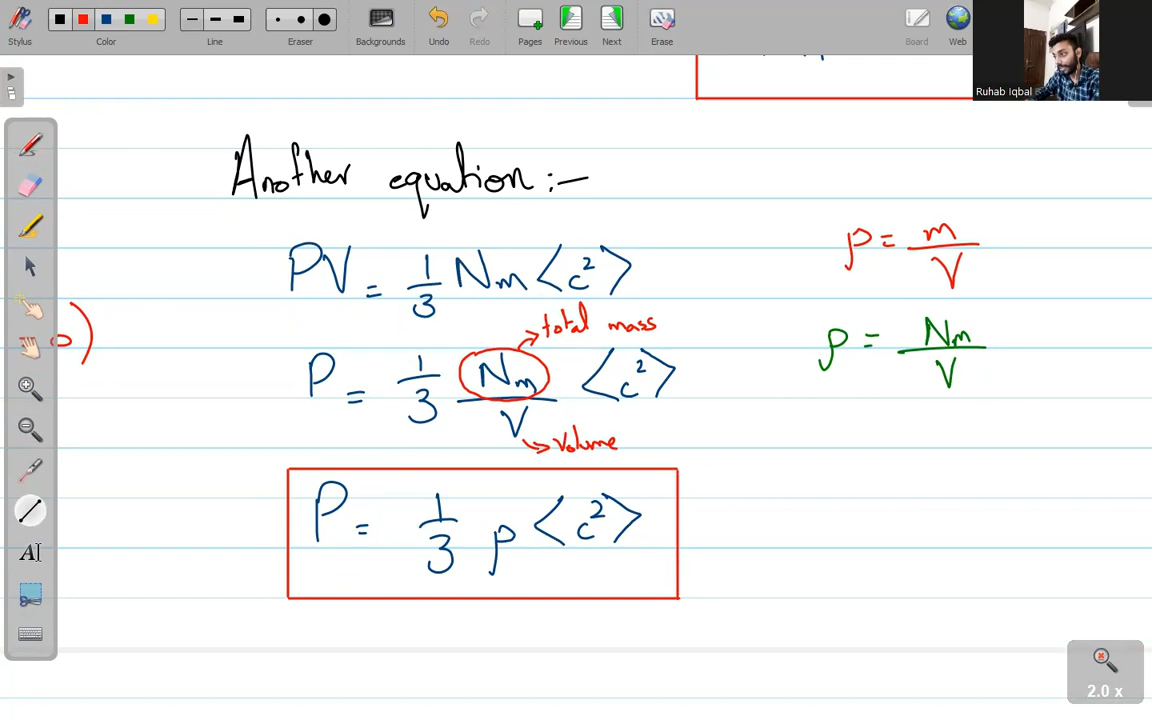 Stylus
Color
Line
Eraser
Backgrounds
Undo
Redo
Pages
Previous
Next
Erase
Board
Web
Ruhab Iqbal
Another equation :—
PV = 1/3 Nm <c²>
ρ = m/V
→ total mass
P = 1/3 Nm/V <c²>
ρ = Nm/V
→ Volume
P = 1/3 ρ <c²>
AI
2.0 x